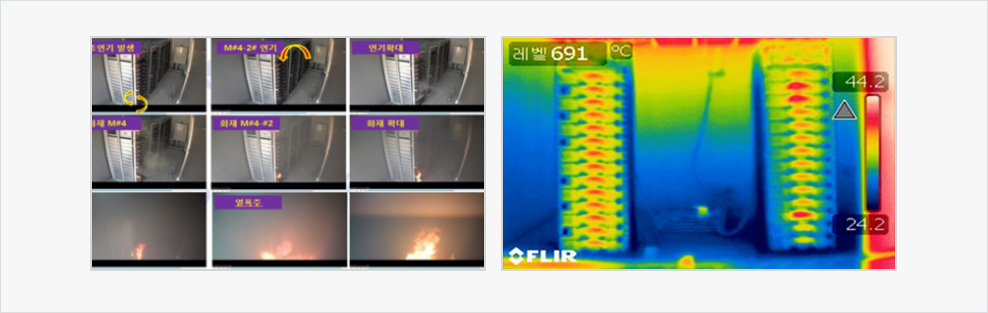 연기 발생
M#4-2# 연기
연기확대
화재 M#4
화재 M#4-#2
화재 확대
열폭주
레벨 691 °C
44.2
24.2
FLIR